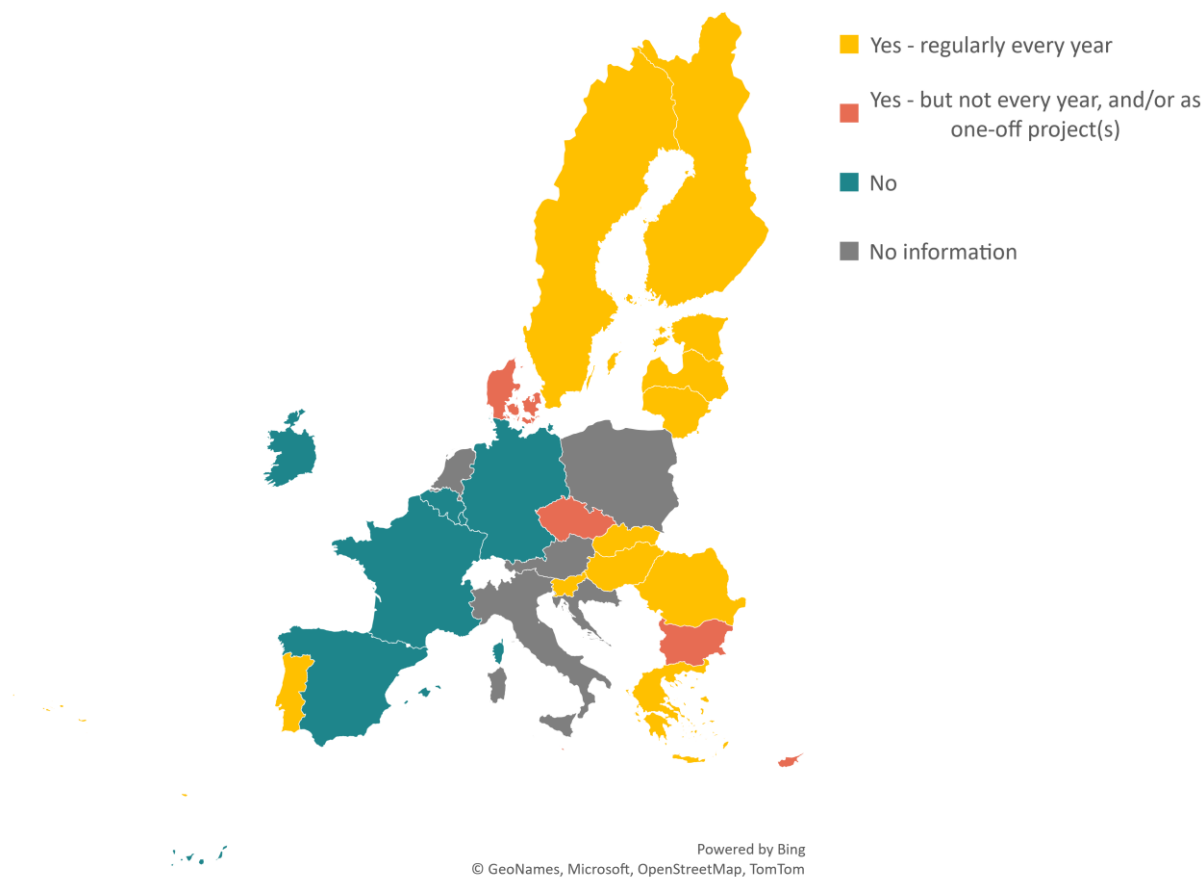 Yes - regularly every year
Yes - but not every year, and/or as
one-off project(s)
No
No information
Powered by Bing
© GeoNames, Microsoft, OpenStreetMap, TomTom